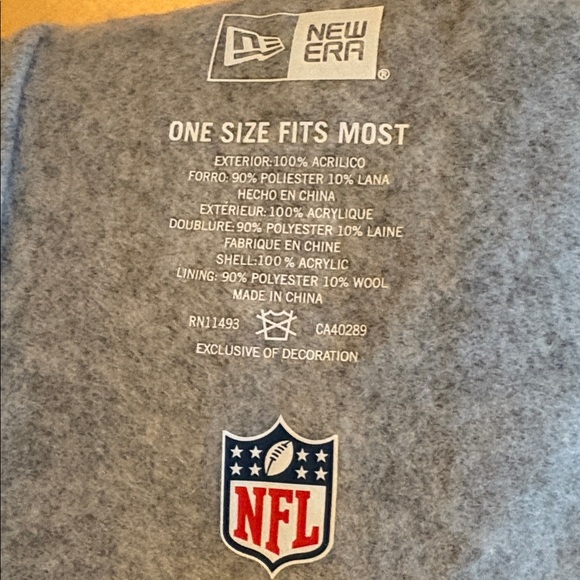 NEW
ERA
®
ONE SIZE FITS MOST
EXTERIOR:100% ACRILICO
FORRO: 90% POLIESTER 10% LANA
HECHO EN CHINA
EXTÉRIEUR:100% ACRYLIQUE
DOUBLURE: 90% POLYESTER 10% LAINE
FABRIQUE EN CHINE
SHELL:100% ACRYLIC
LINING: 90% POLYESTER 10% WOOL
MADE IN CHINA
RN11493 CA40289
EXCLUSIVE OF DECORATION
NFL